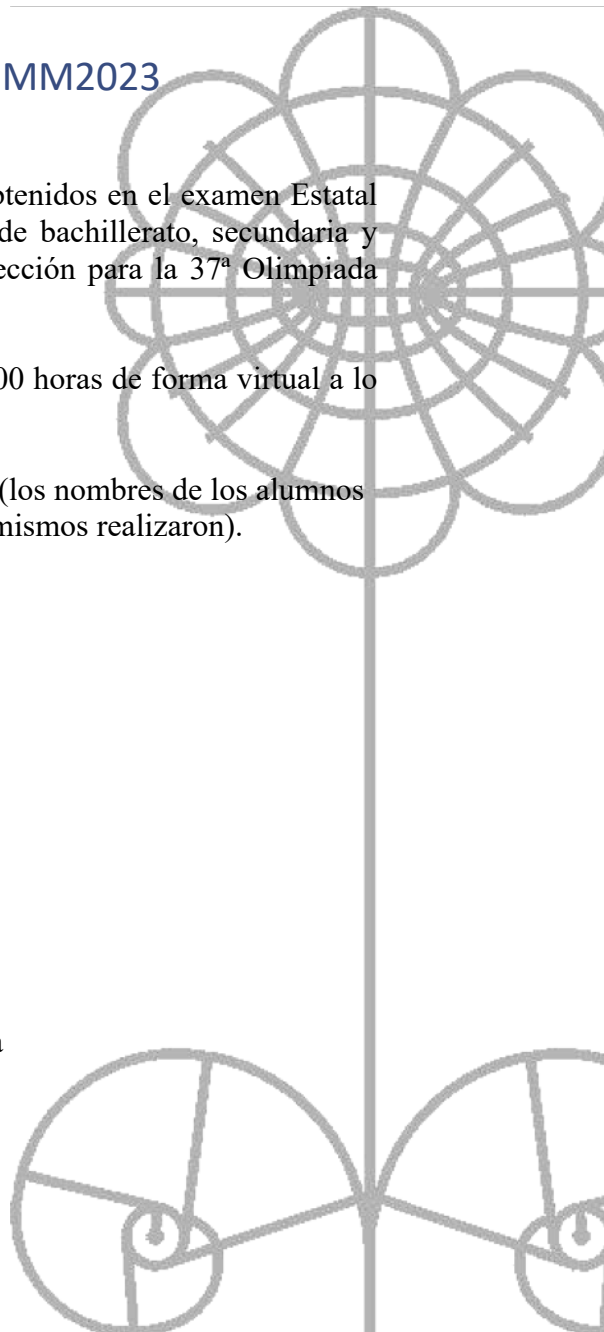 MM2023
btenidos en el examen Estatal
de bachillerato, secundaria y
ección para la 37ª Olimpiada
00 horas de forma virtual a lo
(los nombres de los alumnos
mismos realizaron).
a